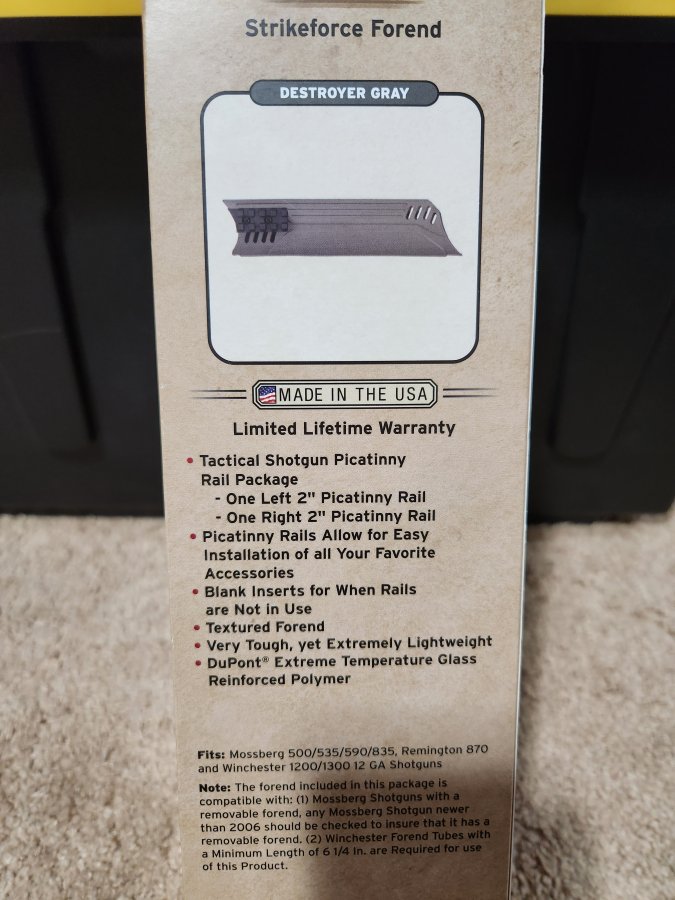 Strikeforce Forend
DESTROYER GRAY
MADE IN THE USA
Limited Lifetime Warranty
• Tactical Shotgun Picatinny
Rail Package
- One Left 2" Picatinny Rail
- One Right 2" Picatinny Rail
• Picatinny Rails Allow for Easy
Installation of all Your Favorite
Accessories
• Blank Inserts for When Rails
are Not in Use
• Textured Forend
• Very Tough, yet Extremely Lightweight
• DuPont® Extreme Temperature Glass
Reinforced Polymer
Fits: Mossberg 500/535/590/835, Remington 870
and Winchester 1200/1300 12 GA Shotguns
Note: The forend included in this package is
compatible with: (1) Mossberg Shotguns with a
removable forend, any Mossberg Shotgun newer
than 2006 should be checked to insure that it has a
removable forend. (2) Winchester Forend Tubes with
a Minimum Length of 6 1/4 In. are Required for use
of this Product.